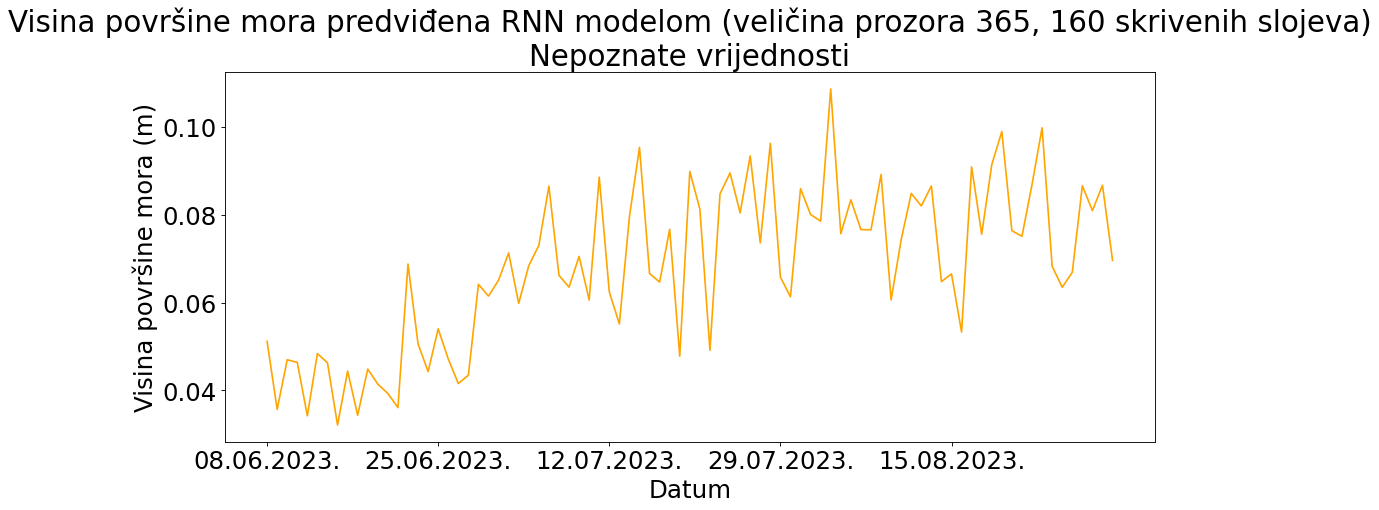 Visina površine mora predviđena RNN modelom (veličina prozora 365, 160 skrivenih slojeva)
Nepoznate vrijednosti
Visina površine mora (m)
0.10
0.08
0.06
0.04
08.06.2023. 25.06.2023. 12.07.2023. 29.07.2023. 15.08.2023.
Datum